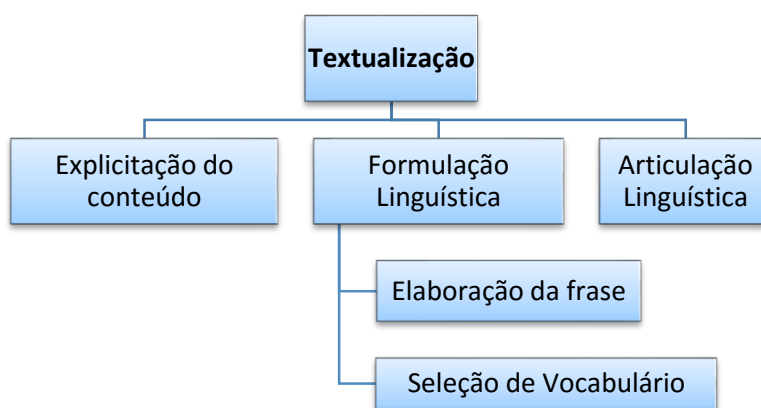 Textualização
Explicitação do
conteúdo
Formulação
Linguística
Articulação
Linguística
Elaboração da frase
Seleção de Vocabulário